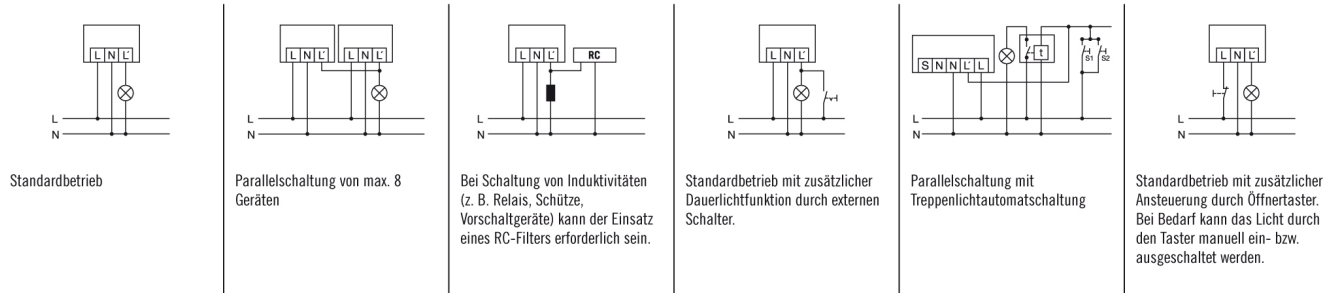 L N L'
L
N
Standardbetrieb
L N L' L N L'
L
N
Parallelschaltung von max. 8
Geräten
L N L' RC
L
N
Bei Schaltung von Induktivitäten
(z. B. Relais, Schütze,
Vorschaltgeräte) kann der Einsatz
eines RC-Filters erforderlich sein.
L N L'
L
N
Standardbetrieb mit zusätzlicher
Dauerlichtfunktion durch externen
Schalter.
t S1 S2
S N N L' L
L
N
Parallelschaltung mit
Treppenlichtautomatschaltung
L N L'
L
N
Standardbetrieb mit zusätzlicher
Ansteuerung durch Öffnertaster.
Bei Bedarf kann das Licht durch
den Taster manuell ein- bzw.
ausgeschaltet werden.